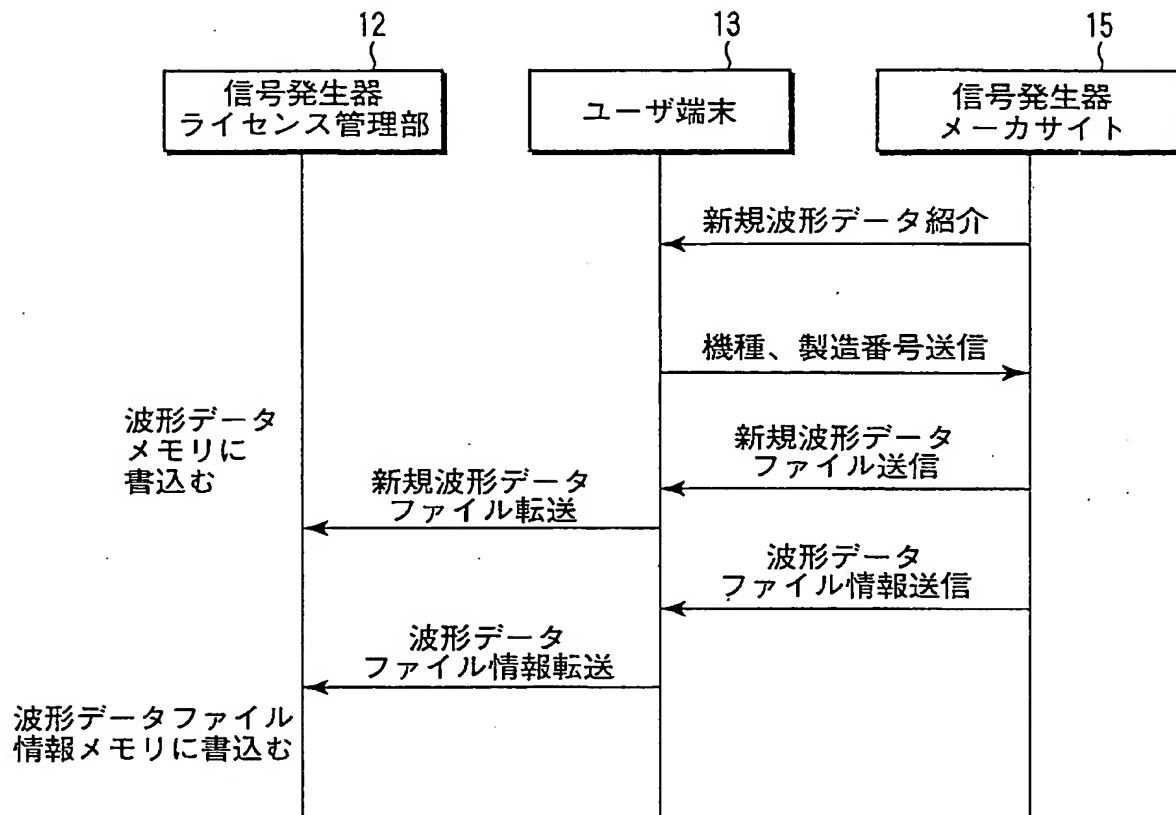 12
13
15
信号発生器
ライセンス管理部
ユーザ端末
信号発生器
メーカサイト
新規波形データ紹介
機種、製造番号送信
波形データ
メモリに
書込む
新規波形データ
ファイル送信
新規波形データ
ファイル転送
波形データ
ファイル情報送信
波形データ
ファイル情報転送
波形データファイル
情報メモリに書込む